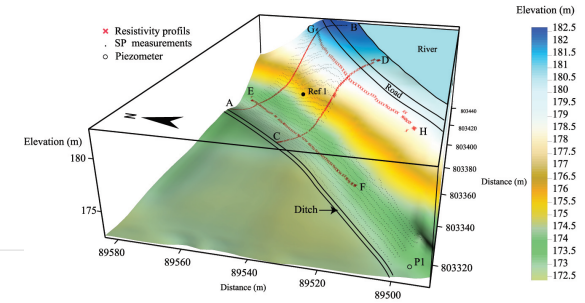 Elevation (m)
× Resistivity profils
. SP measurements
○ Piezometer
G
B
River
D
Road
E
Ref 1
A
N
H
C
Elevation (m)
180
F
Distance (m)
Ditch
175
P1
803440
803420
803400
803380
803360
803340
803320
89580
89560
89540
89520
89500
Distance (m)
182.5
182
181.5
181
180.5
180
179.5
179
178.5
178
177.5
177
176.5
176
175.5
175
174.5
174
173.5
173
172.5